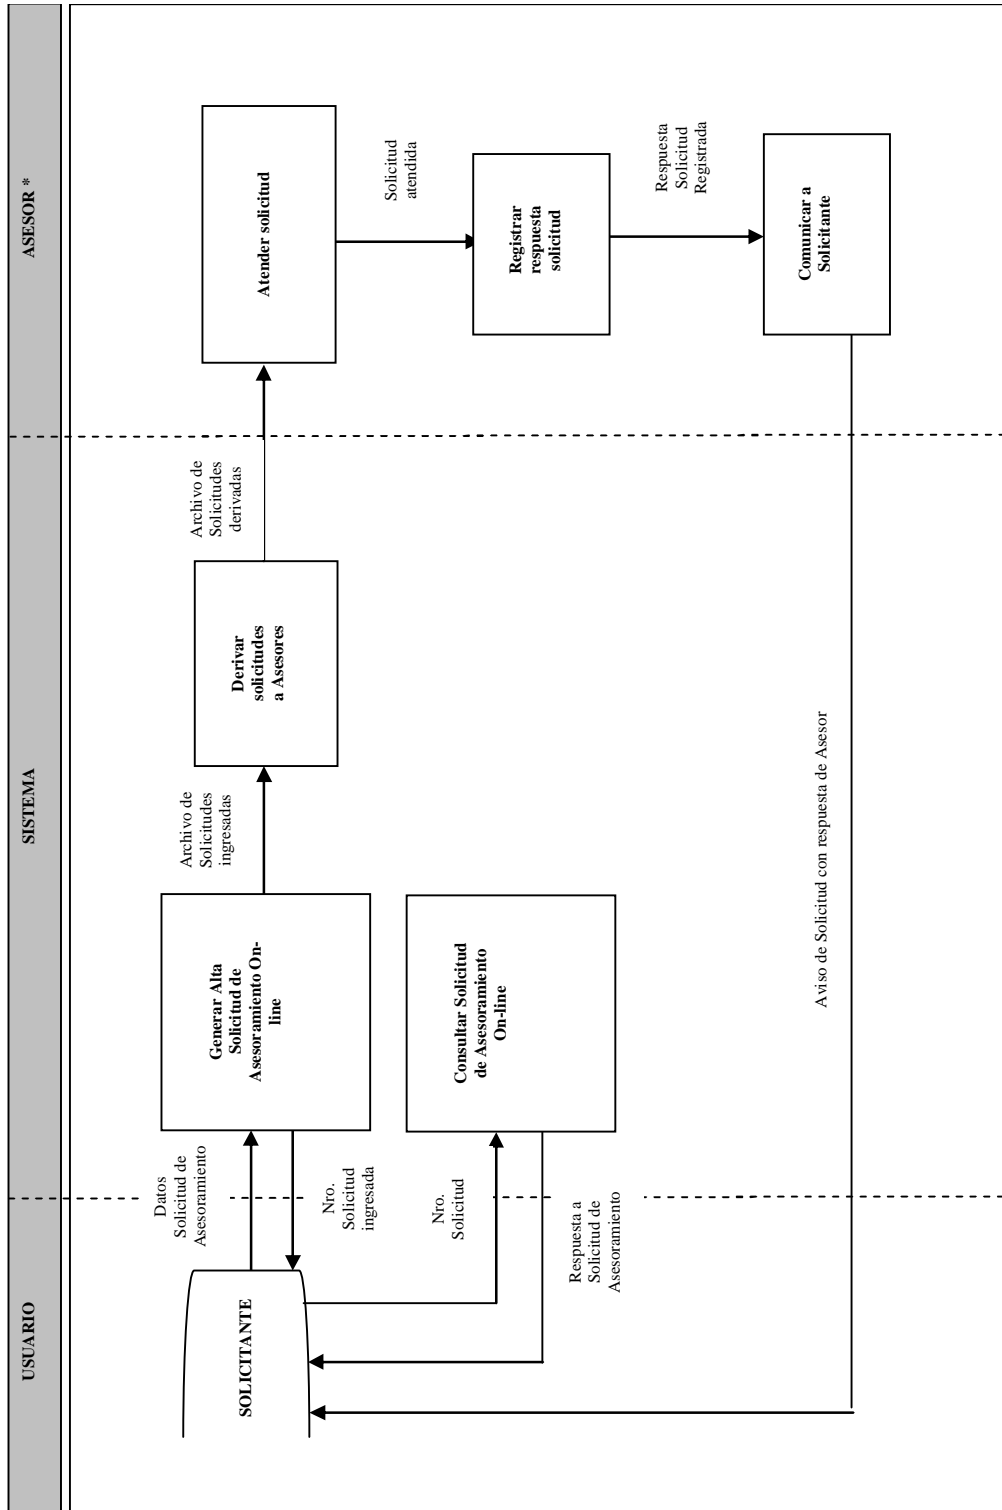 USUARIO
SISTEMA
ASESOR *
SOLICITANTE
Datos
Solicitud de
Asesoramiento
Nro.
Solicitud
ingresada
Generar Alta
Solicitud de
Asesoramiento On-
line
Archivo de
Solicitudes
ingresadas
Derivar
solicitudes
a Asesores
Archivo de
Solicitudes
derivadas
Atender solicitud
Solicitud
atendida
Registrar
respuesta
solicitud
Respuesta
Solicitud
Registrada
Comunicar a
Solicitante
Nro.
Solicitud
Consultar Solicitud
de Asesoramiento
On-line
Respuesta a
Solicitud de
Asesoramiento
Aviso de Solicitud con respuesta de Asesor